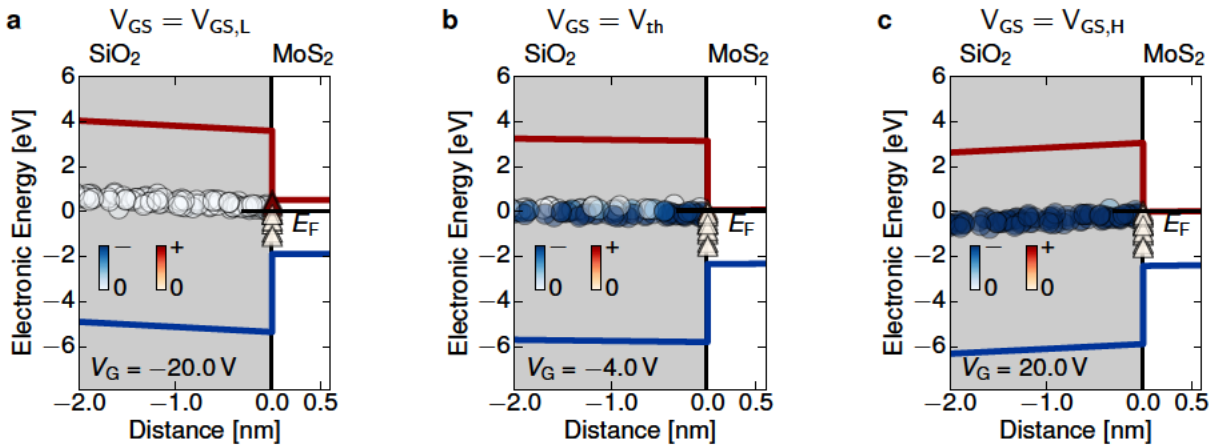 a
V_GS = V_GS,L
SiO₂
MoS₂
Electronic Energy [eV]
6
4
2
0
−2
−4
−6
E_F
−
+
0
0
V_G = −20.0 V
−2.0
−1.0
0.0
0.5
Distance [nm]
b
V_GS = V_th
SiO₂
MoS₂
Electronic Energy [eV]
6
4
2
0
−2
−4
−6
E_F
−
+
0
0
V_G = −4.0 V
−2.0
−1.0
0.0
0.5
Distance [nm]
c
V_GS = V_GS,H
SiO₂
MoS₂
Electronic Energy [eV]
6
4
2
0
−2
−4
−6
E_F
−
+
0
0
V_G = 20.0 V
−2.0
−1.0
0.0
0.5
Distance [nm]